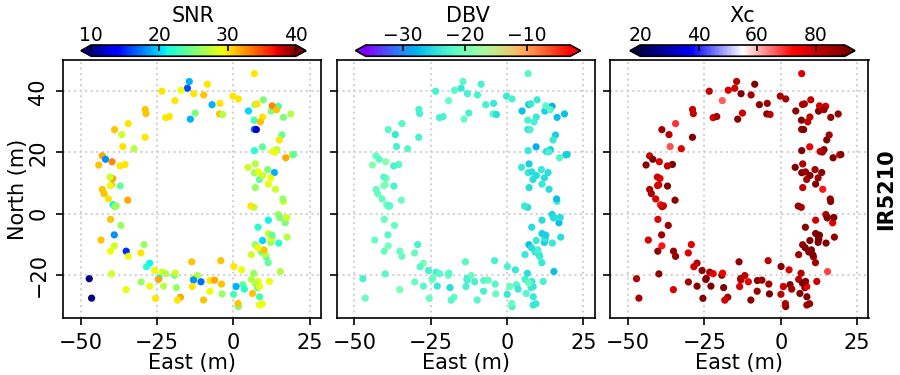 SNR DBV Xc
10 20 30 40 −30 −20 −10 20 40 60 80
North (m)
40
20
0
−20
−50 −25 0 25 −50 −25 0 25 −50 −25 0 25
East (m) East (m) East (m)
IR5210